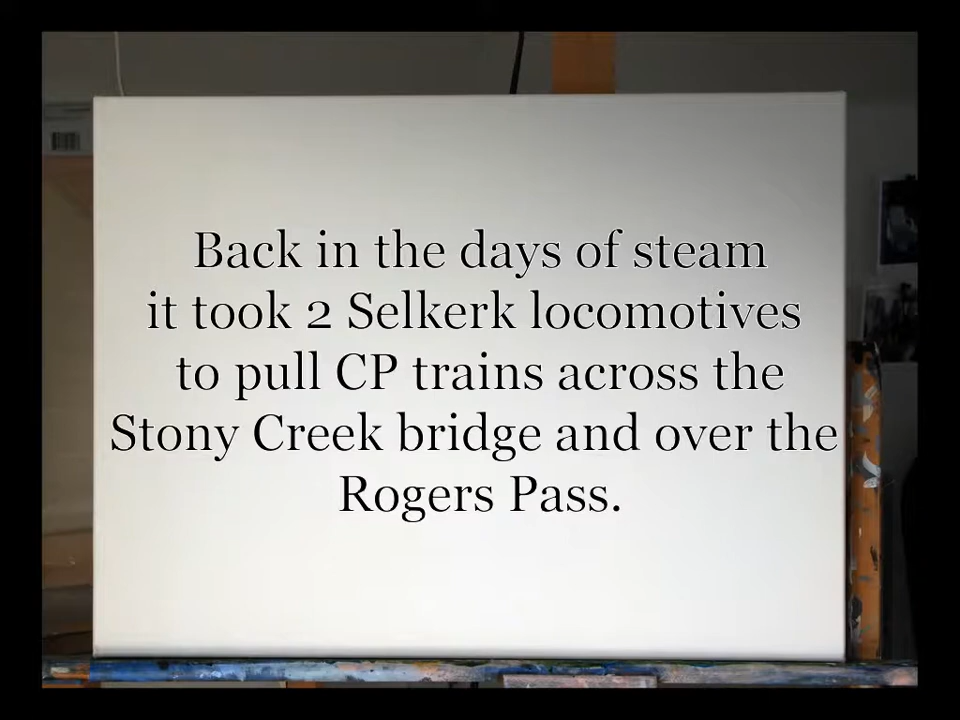 Back in the days of steam
it took 2 Selkerk locomotives
to pull CP trains across the
Stony Creek bridge and over the
Rogers Pass.